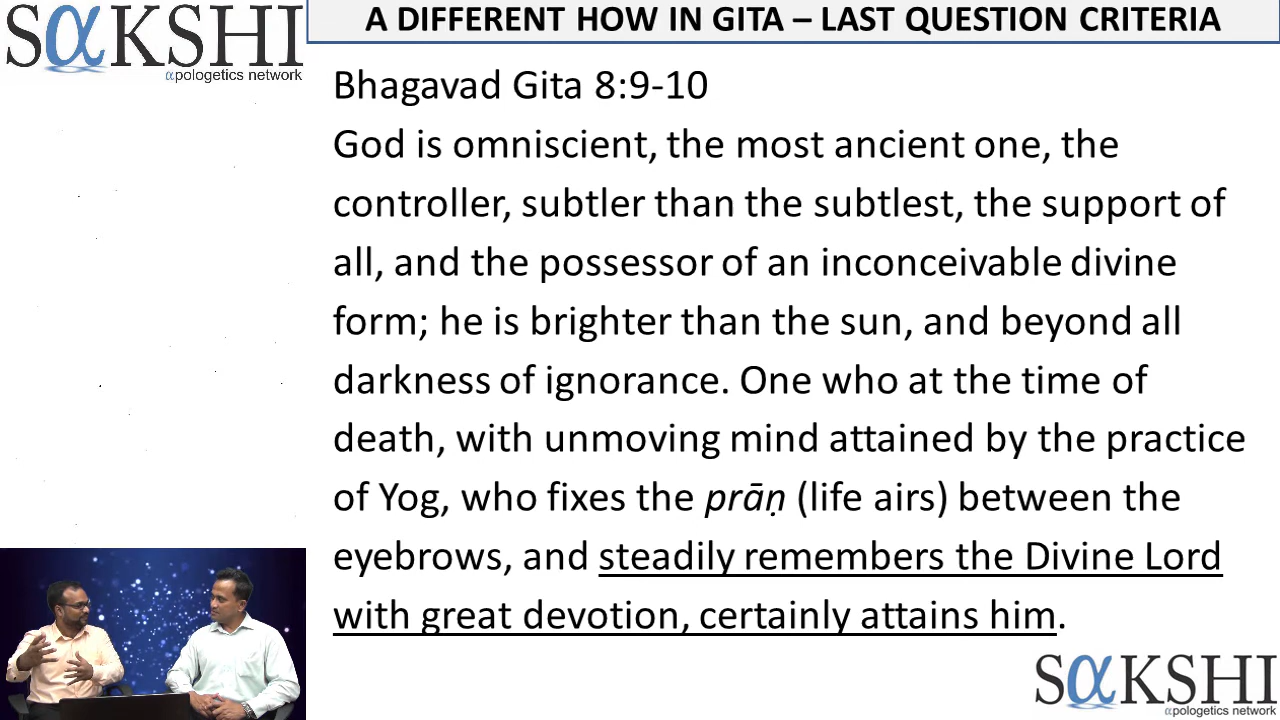 SαKSHI
αpologetics network
A DIFFERENT HOW IN GITA – LAST QUESTION CRITERIA
Bhagavad Gita 8:9-10
God is omniscient, the most ancient one, the
controller, subtler than the subtlest, the support of
all, and the possessor of an inconceivable divine
form; he is brighter than the sun, and beyond all
darkness of ignorance. One who at the time of
death, with unmoving mind attained by the practice
of Yog, who fixes the prāṇ (life airs) between the
eyebrows, and steadily remembers the Divine Lord
with great devotion, certainly attains him.
SαKSHI
αpologetics network